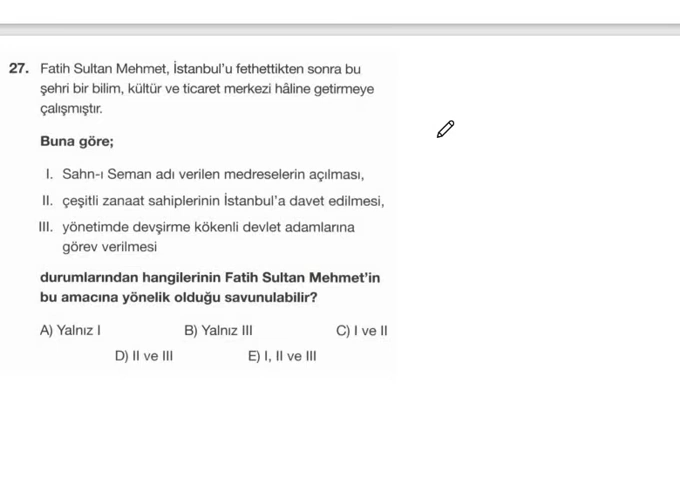 27. Fatih Sultan Mehmet, İstanbul'u fethettikten sonra bu
şehri bir bilim, kültür ve ticaret merkezi hâline getirmeye
çalışmıştır.
Buna göre;
I. Sahn-ı Seman adı verilen medreselerin açılması,
II. çeşitli zanaat sahiplerinin İstanbul'a davet edilmesi,
III. yönetimde devşirme kökenli devlet adamlarına
görev verilmesi
durumlarından hangilerinin Fatih Sultan Mehmet'in
bu amacına yönelik olduğu savunulabilir?
A) Yalnız I B) Yalnız III C) I ve II
D) II ve III E) I, II ve III